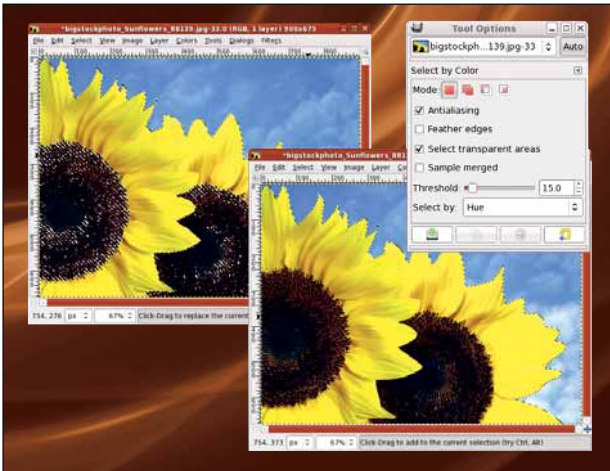 *bigstockphoto_Sunflowers_88139.jpg-33.0 (RGB, 1 layer) 900x675
File Edit Select View Image Layer Colors Tools Dialogs Filters
754, 276 px 67% Click-Drag to replace the current
*bigstockphoto_Sunflowers_881
File Edit Select View Image Layer
754, 373 px 67% Click-Drag to add to the current selection (try Ctrl, Alt)
Tool Options
bigstockph...139.jpg-33 Auto
Select by Color
Mode:
Antialiasing
Feather edges
Select transparent areas
Sample merged
Threshold: 15.0
Select by: Hue